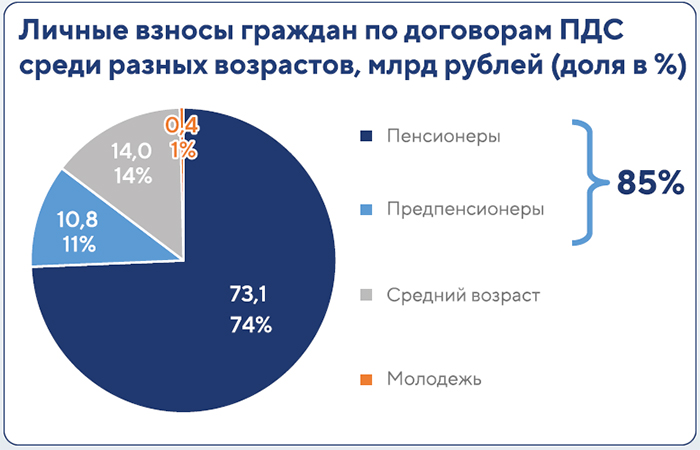 Личные взносы граждан по договорам ПДС
среди разных возрастов, млрд рублей (доля в %)
0,4
1%
14,0
14%
10,8
11%
73,1
74%
Пенсионеры
Предпенсионеры
85%
Средний возраст
Молодежь